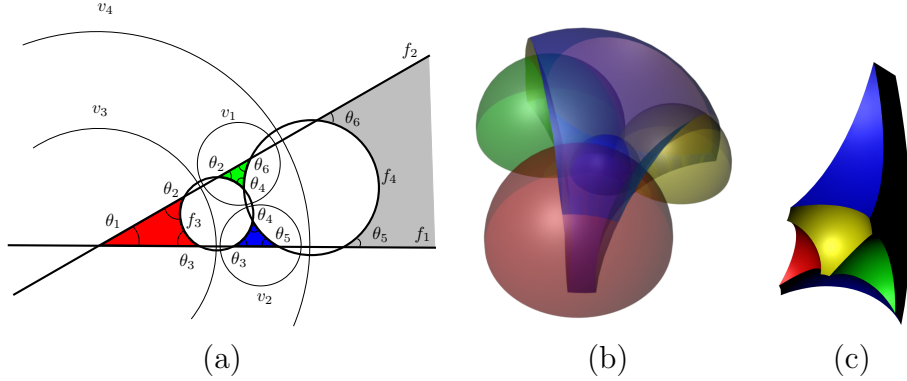 v₄
f₂
v₃
v₁
θ₆
θ₂
θ₆
θ₂
θ₄
f₄
θ₁
f₃
θ₄
θ₃
θ₃
θ₅
θ₅
f₁
v₂
(a)
(b)
(c)